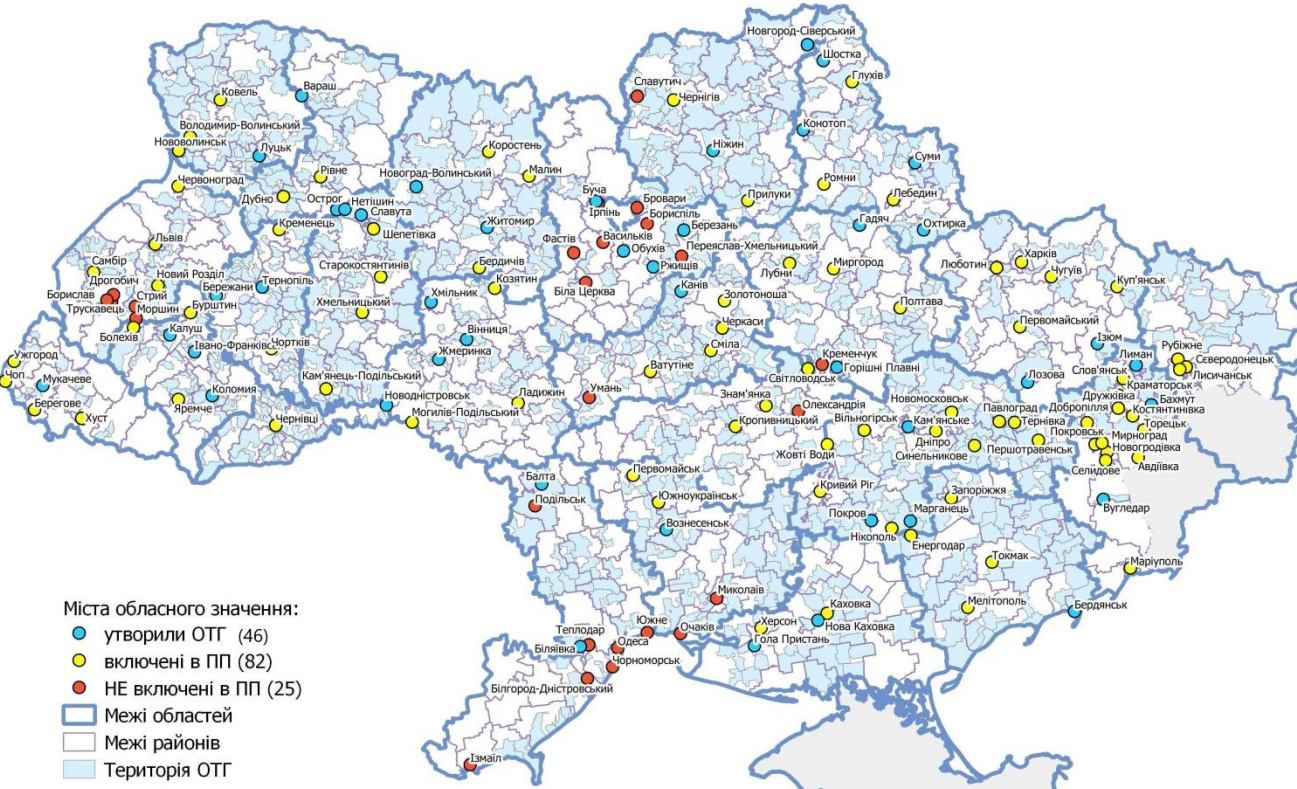 Новгород-Сіверський
Шостка
Глухів
Славутич
Чернігів
Ковель
Вараш
Конотоп
Володимир-Волинський
Нововолинськ
Луцьк
Ніжин
Суми
Коростень
Малин
Рівне
Новоград-Волинський
Червоноград
Ромни
Лебедин
Прилуки
Дубно
Острог
Нетішин
Славута
Буча
Ірпінь
Бровари
Бориспіль
Березань
Гадяч
Охтирка
Кременець
Шепетівка
Житомир
Васильків
Фастів
Обухів
Переяслав-Хмельницький
Львів
Самбір
Дрогобич
Новий Розділ
Бережани
Тернопіль
Старокостянтинів
Бердичів
Козятин
Ржищів
Лубни
Миргород
Люботин
Харків
Чугуїв
Куп'янськ
Борислав
Трускавець
Стрий
Моршин
Бурштин
Хмельницький
Хмільник
Біла Церква
Канів
Золотоноша
Полтава
Первомайський
Болехів
Калуш
Івано-Франківськ
Чортків
Вінниця
Жмеринка
Черкаси
Сміла
Ізюм
Рубіжне
Сєвєродонецьк
Лисичанськ
Ужгород
Чоп
Мукачеве
Берегове
Хуст
Яремче
Коломия
Кам'янець-Подільський
Новодністровськ
Могилів-Подільський
Ладижин
Умань
Ватутіне
Кременчук
Горішні Плавні
Світловодськ
Лозова
Лиман
Слов'янськ
Краматорськ
Бахмут
Дружківка
Костянтинівка
Добропілля
Торецьк
Чернівці
Знам'янка
Олександрія
Новомосковськ
Павлоград
Тернівка
Кропивницький
Вільногірськ
Кам'янське
Дніпро
Синельникове
Першотравенськ
Покровськ
Мирноград
Новогродівка
Авдіївка
Селидове
Жовті Води
Балта
Подільськ
Первомайськ
Южноукраїнськ
Вознесенськ
Кривий Ріг
Запоріжжя
Покров
Марганець
Нікополь
Енергодар
Вугледар
Токмак
Маріуполь
Мелітополь
Бердянськ
Миколаїв
Каховка
Нова Каховка
Херсон
Гола Пристань
Теплодар
Южне
Очаків
Біляївка
Одеса
Чорноморськ
Білгород-Дністровський
Ізмаїл
Міста обласного значення:
утворили ОТГ (46)
включені в ПП (82)
НЕ включені в ПП (25)
Межі областей
Межі районів
Територія ОТГ